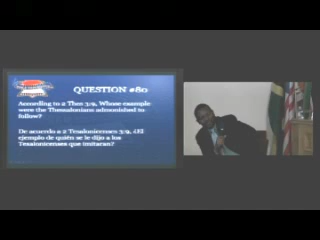 QUESTION #80
According to 2 Thes 3:9, Whose example
were the Thessalonians admonished to
follow?
De acuerdo a 2 Tesalonicenses 3:9, ¿El
ejemplo de quién se le dijo a los
Tesalonicenses que imitaran?